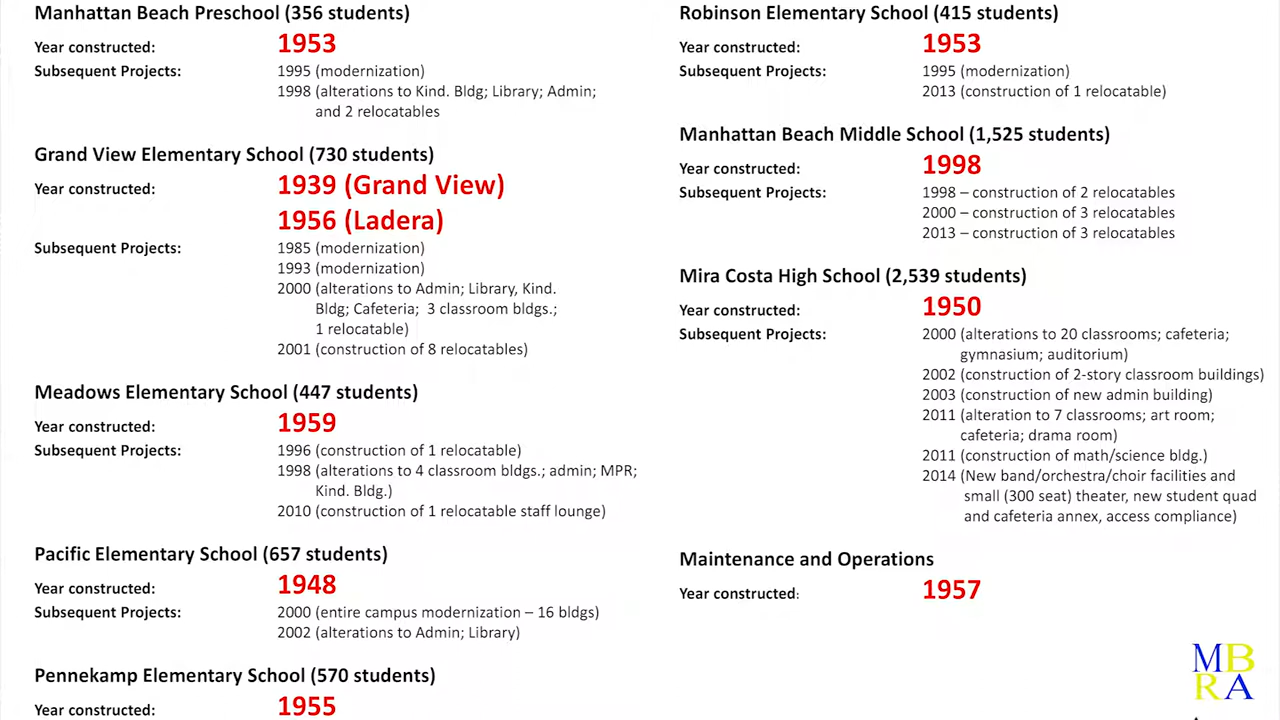 Manhattan Beach Preschool (356 students)
Year constructed: 1953
Subsequent Projects: 1995 (modernization)
1998 (alterations to Kind. Bldg; Library; Admin;
and 2 relocatables
Grand View Elementary School (730 students)
Year constructed: 1939 (Grand View)
1956 (Ladera)
Subsequent Projects: 1985 (modernization)
1993 (modernization)
2000 (alterations to Admin; Library, Kind.
Bldg; Cafeteria; 3 classroom bldgs.;
1 relocatable)
2001 (construction of 8 relocatables)
Meadows Elementary School (447 students)
Year constructed: 1959
Subsequent Projects: 1996 (construction of 1 relocatable)
1998 (alterations to 4 classroom bldgs.; admin; MPR;
Kind. Bldg.)
2010 (construction of 1 relocatable staff lounge)
Pacific Elementary School (657 students)
Year constructed: 1948
Subsequent Projects: 2000 (entire campus modernization – 16 bldgs)
2002 (alterations to Admin; Library)
Pennekamp Elementary School (570 students)
Year constructed: 1955
Robinson Elementary School (415 students)
Year constructed: 1953
Subsequent Projects: 1995 (modernization)
2013 (construction of 1 relocatable)
Manhattan Beach Middle School (1,525 students)
Year constructed: 1998
Subsequent Projects: 1998 – construction of 2 relocatables
2000 – construction of 3 relocatables
2013 – construction of 3 relocatables
Mira Costa High School (2,539 students)
Year constructed: 1950
Subsequent Projects: 2000 (alterations to 20 classrooms; cafeteria;
gymnasium; auditorium)
2002 (construction of 2-story classroom buildings)
2003 (construction of new admin building)
2011 (alteration to 7 classrooms; art room;
cafeteria; drama room)
2011 (construction of math/science bldg.)
2014 (New band/orchestra/choir facilities and
small (300 seat) theater, new student quad
and cafeteria annex, access compliance)
Maintenance and Operations
Year constructed: 1957
MB
RA